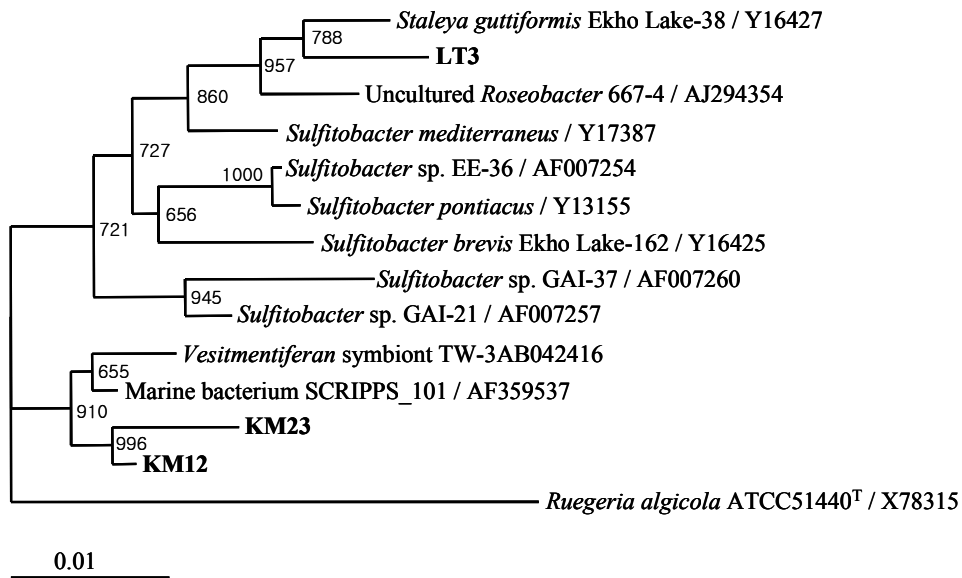 Staleya guttiformis Ekho Lake-38 / Y16427
788
LT3
957
Uncultured Roseobacter 667-4 / AJ294354
860
Sulfitobacter mediterraneus / Y17387
727
Sulfitobacter sp. EE-36 / AF007254
1000
Sulfitobacter pontiacus / Y13155
656
721
Sulfitobacter brevis Ekho Lake-162 / Y16425
Sulfitobacter sp. GAI-37 / AF007260
945
Sulfitobacter sp. GAI-21 / AF007257
Vesitmentiferan symbiont TW-3AB042416
655
Marine bacterium SCRIPPS_101 / AF359537
910
KM23
996
KM12
Ruegeria algicola ATCC51440T / X78315
0.01